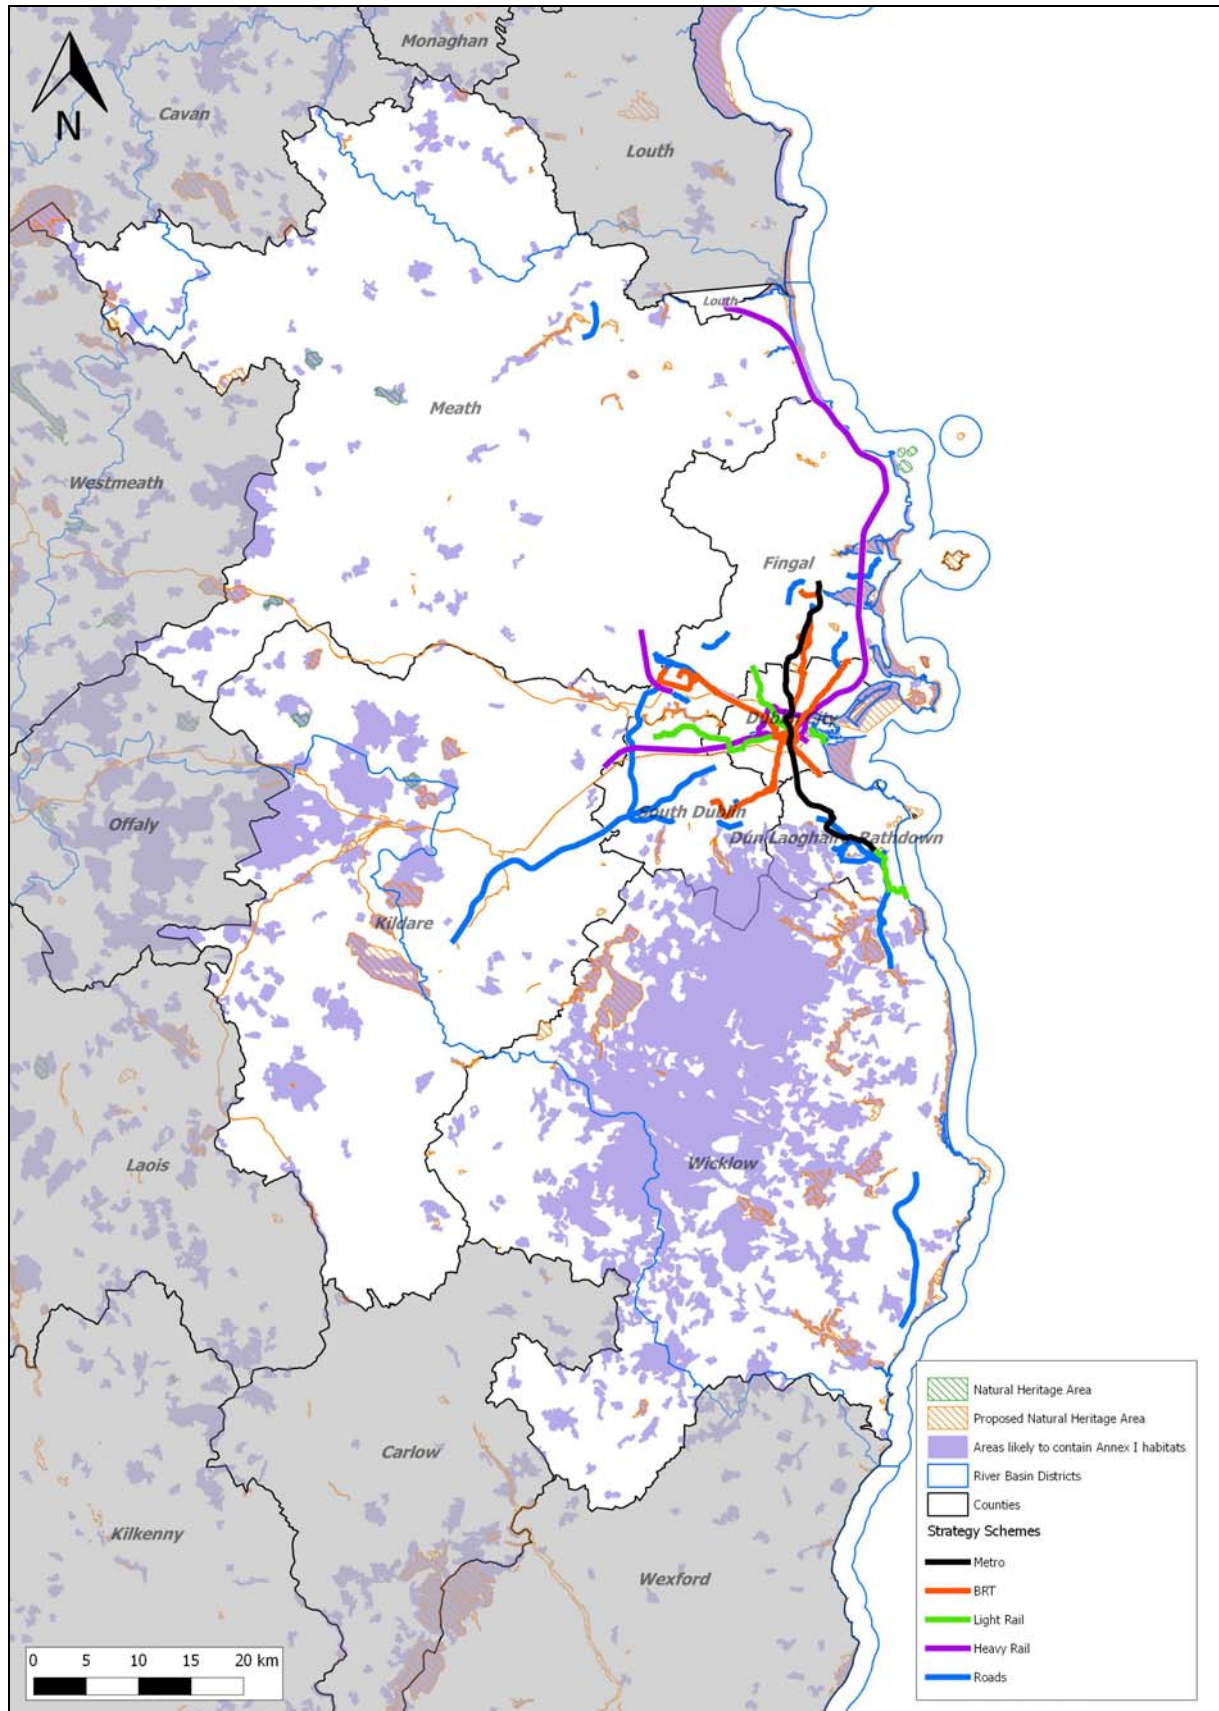 Monaghan
N
Cavan
Louth
Louth
Meath
Westmeath
Fingal
Dublin City
Offaly
South Dublin
Dún Laoghaire Rathdown
Kildare
Laois
Wicklow
Carlow
Kilkenny
Wexford
Natural Heritage Area
Proposed Natural Heritage Area
Areas likely to contain Annex I habitats
River Basin Districts
Counties
Strategy Schemes
Metro
BRT
Light Rail
Heavy Rail
Roads
0 5 10 15 20 km